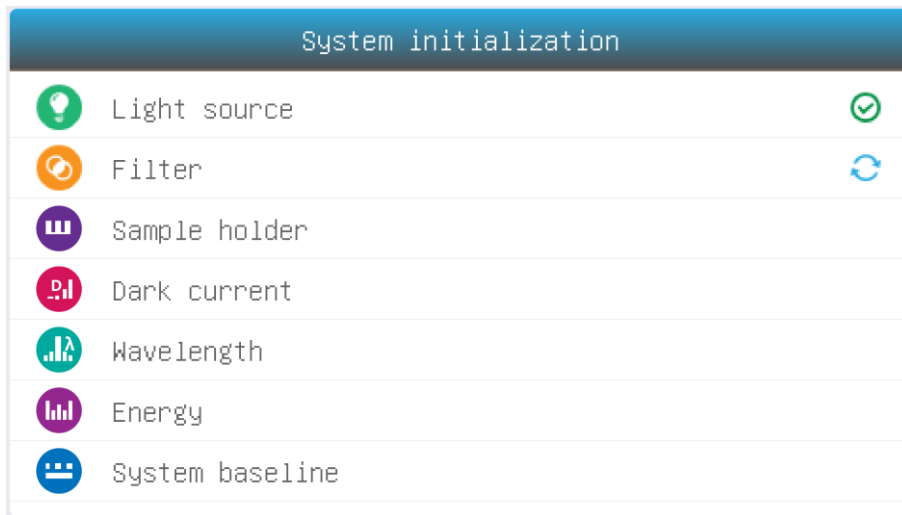 System initialization
Light source
Filter
Sample holder
D
Dark current
λ
Wavelength
Energy
System baseline